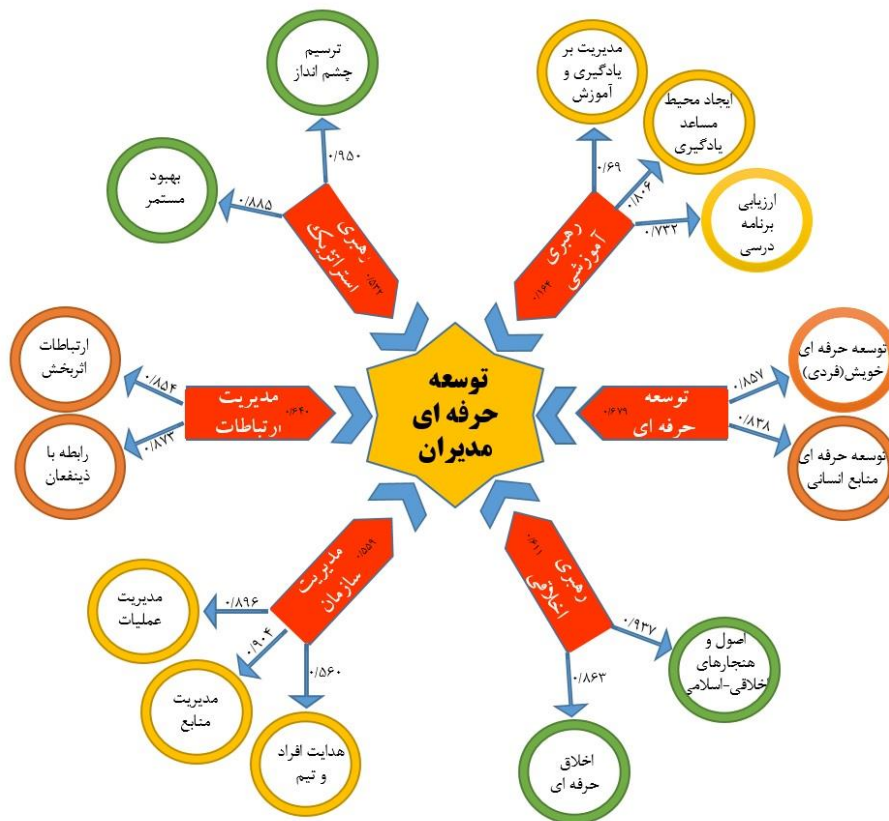 توسعه
حرفه ای
مدیران
رهبری
آموزشی
۰/۱۶۴
مدیریت بر
یادگیری و
آموزش
۰/۶۹
ایجاد محیط
مساعد
یادگیری
۰/۸۰۶
ارزیابی
برنامه
درسی
۰/۷۳۲
توسعه
حرفه ای
۰/۶۷۹
توسعه حرفه ای
خویش(فردی)
۰/۸۵۷
توسعه حرفه ای
منابع انسانی
۰/۸۳۸
رهبری
اخلاقی
۰/۶۱۱
اصول و
هنجارهای
اخلاقی-اسلامی
۰/۹۳۷
اخلاق
حرفه ای
۰/۸۶۳
مدیریت
سازمان
۰/۵۵۹
هدایت افراد
و تیم
۰/۵۶۰
مدیریت
منابع
۰/۹۰۴
مدیریت
عملیات
۰/۸۹۶
مدیریت
ارتباطات
۰/۶۴۰
رابطه با
ذینفعان
۰/۸۷۳
ارتباطات
اثربخش
۰/۸۵۴
رهبری
استراتژیک
۰/۵۳۲
بهبود
مستمر
۰/۸۸۵
ترسیم
چشم انداز
۰/۹۵۰